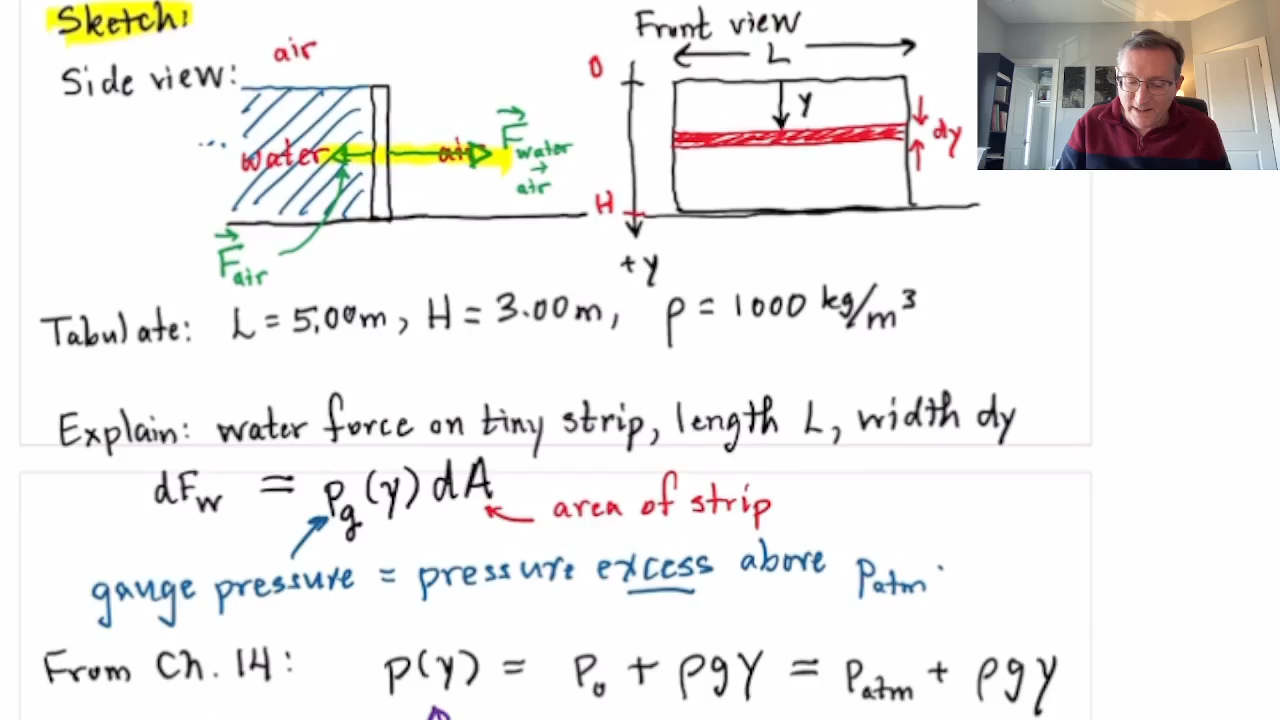 Sketch:
Side view:
air
water
air
F water
air
F air
Front view
L
0
y
dy
H
+y
Tabulate: L = 5.00m, H = 3.00m, ρ = 1000 kg/m³
Explain: water force on tiny strip, length L, width dy
dFw = Pg(y) dA
area of strip
gauge pressure = pressure excess above Patm.
From Ch. 14: P(y) = P₀ + ρgy = Patm + ρgy